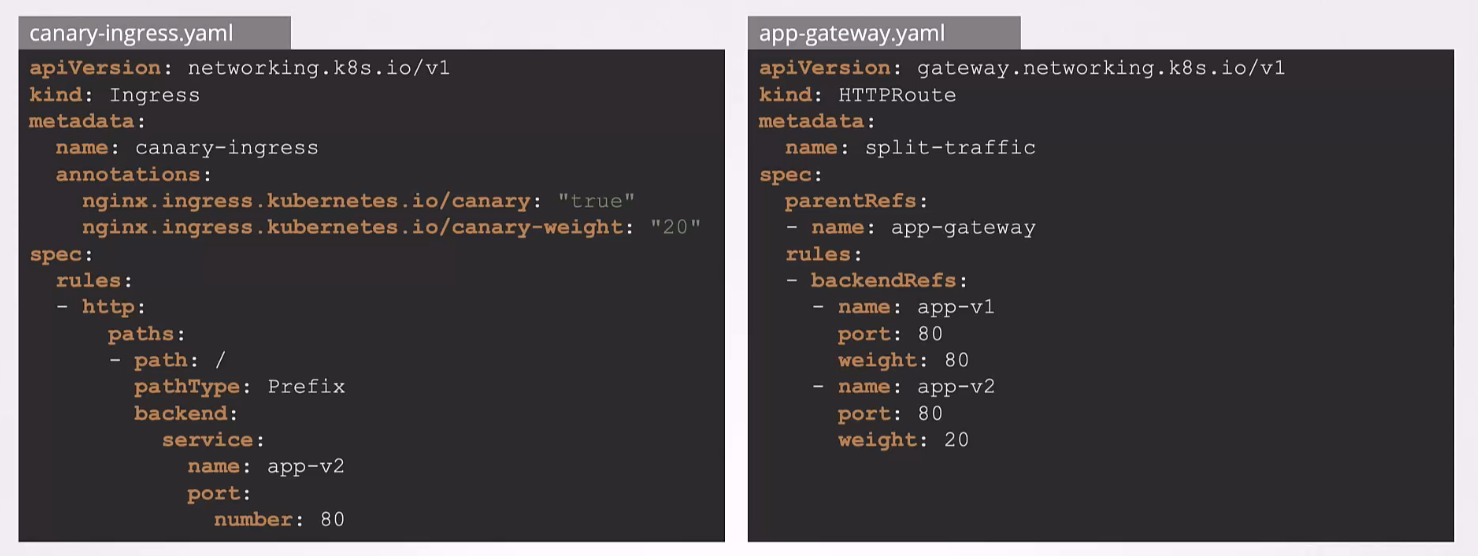 canary-ingress.yaml
apiVersion: networking.k8s.io/v1
kind: Ingress
metadata:
  name: canary-ingress
  annotations:
    nginx.ingress.kubernetes.io/canary: "true"
    nginx.ingress.kubernetes.io/canary-weight: "20"
spec:
  rules:
  - http:
      paths:
      - path: /
        pathType: Prefix
        backend:
          service:
            name: app-v2
            port:
              number: 80
app-gateway.yaml
apiVersion: gateway.networking.k8s.io/v1
kind: HTTPRoute
metadata:
  name: split-traffic
spec:
  parentRefs:
  - name: app-gateway
  rules:
  - backendRefs:
    - name: app-v1
      port: 80
      weight: 80
    - name: app-v2
      port: 80
      weight: 20